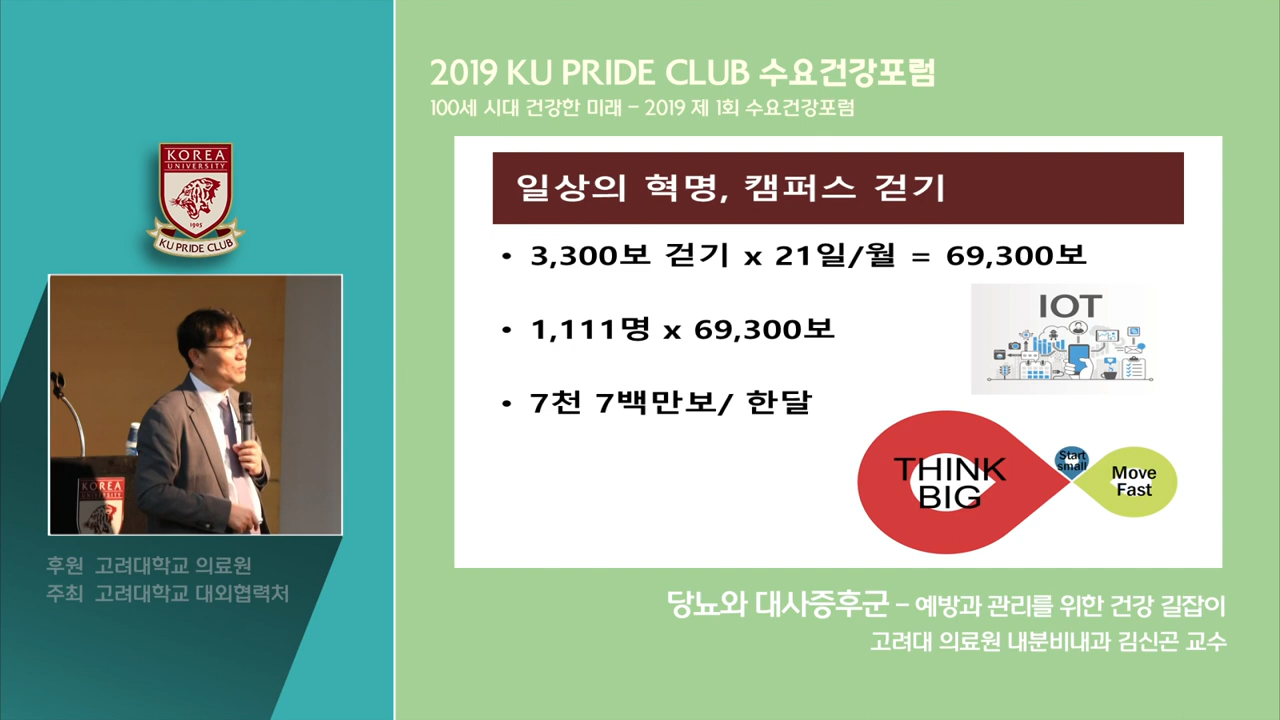 2019 KU PRIDE CLUB 수요건강포럼
100세 시대 건강한 미래 – 2019 제 1회 수요건강포럼
KOREA
UNIVERSITY
1905
KU PRIDE CLUB
일상의 혁명, 캠퍼스 걷기
• 3,300보 걷기 x 21일/월 = 69,300보
• 1,111명 x 69,300보
• 7천 7백만보/ 한달
IOT
THINK
BIG
Start
small
Move
Fast
KOREA
UNIVERSITY
후원 고려대학교 의료원
주최 고려대학교 대외협력처
당뇨와 대사증후군 – 예방과 관리를 위한 건강 길잡이
고려대 의료원 내분비내과 김신곤 교수